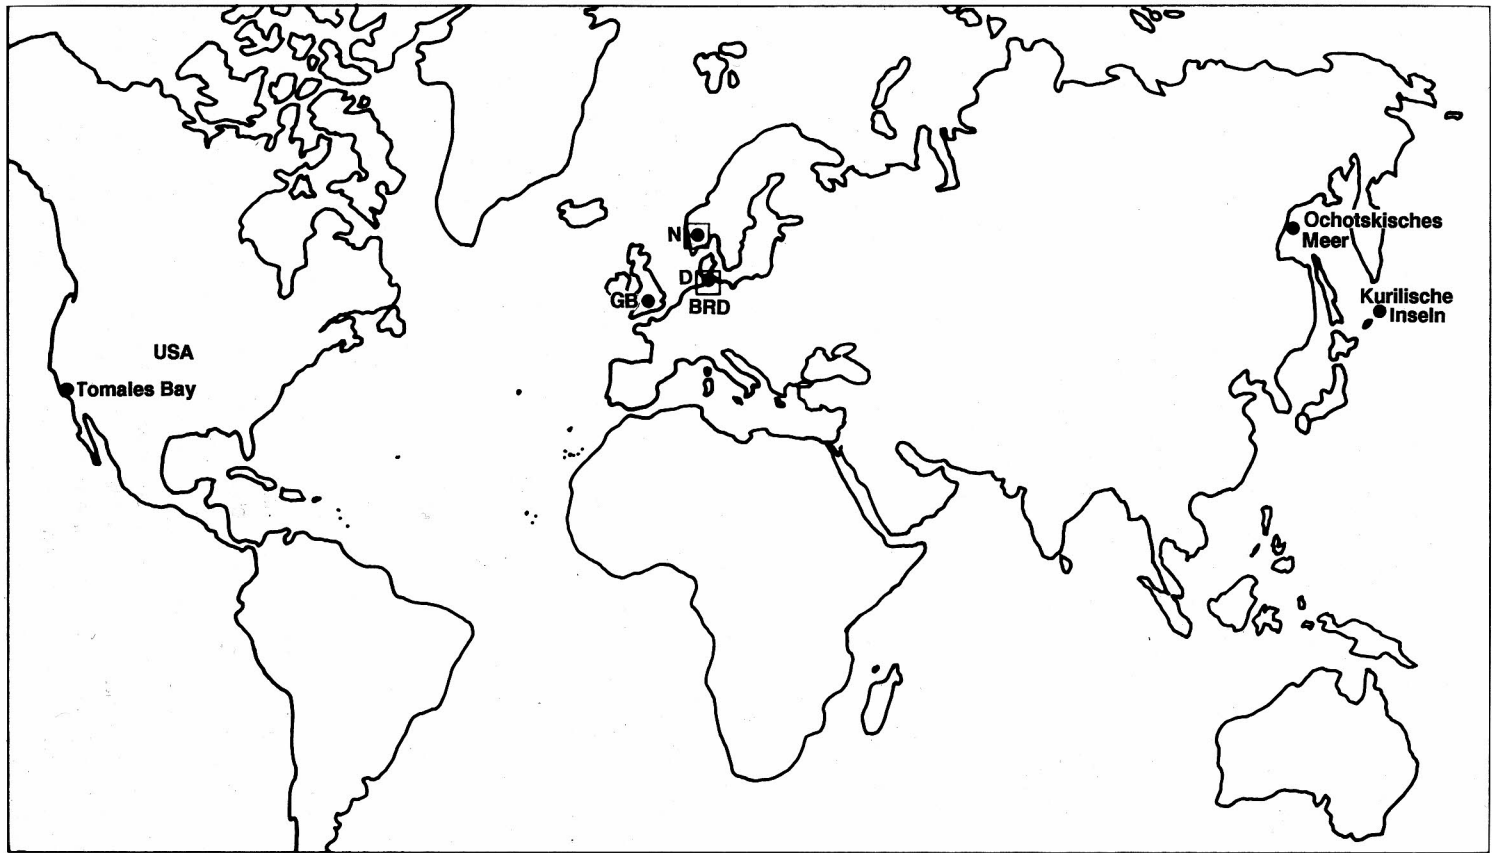 N
Ochotskisches
Meer
D
GB
BRD
Kurilische
Inseln
USA
Tomales Bay